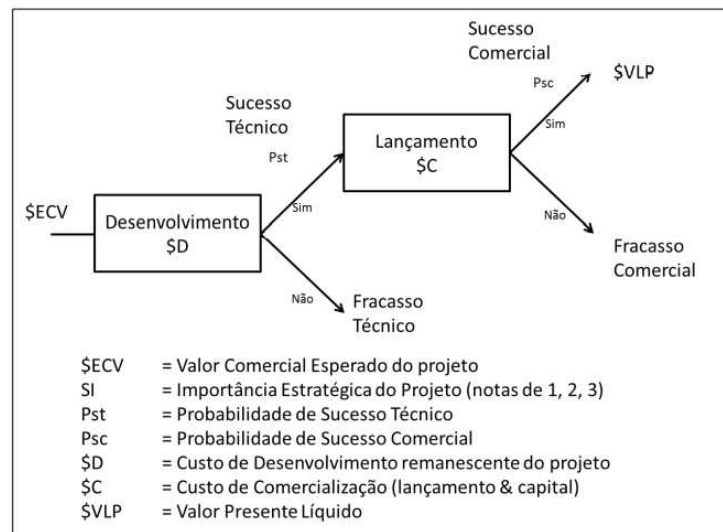 Sucesso
Comercial
Psc
$VLP
Sim
Sucesso
Técnico
Pst
Lançamento
$C
Sim
Não
Fracasso
Comercial
$ECV
Desenvolvimento
$D
Não
Fracasso
Técnico
$ECV = Valor Comercial Esperado do projeto
SI = Importância Estratégica do Projeto (notas de 1, 2, 3)
Pst = Probabilidade de Sucesso Técnico
Psc = Probabilidade de Sucesso Comercial
$D = Custo de Desenvolvimento remanescente do projeto
$C = Custo de Comercialização (lançamento & capital)
$VLP = Valor Presente Líquido